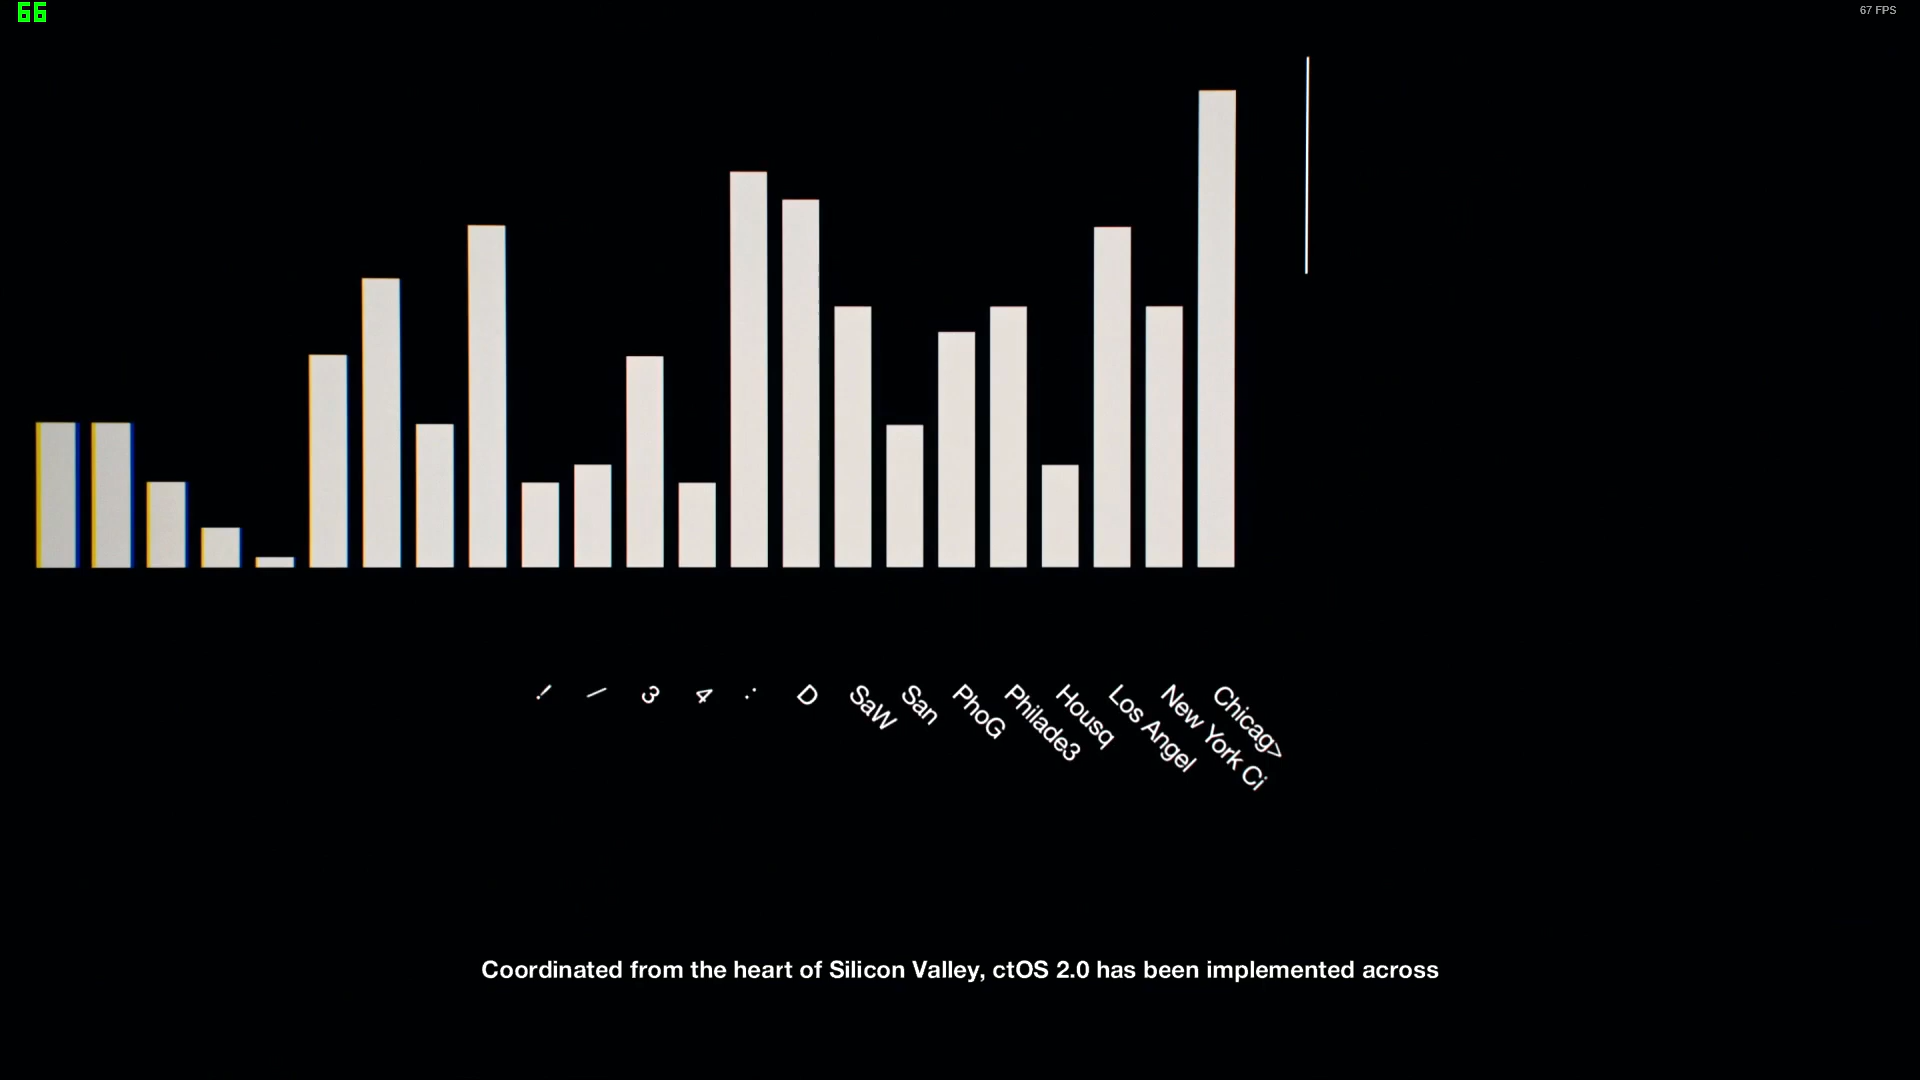 66
67 FPS
!
/
3
4
:
D
SaW
San
PhoG
Philade3
Housq
Los Angel
New York Ci
Chicag>
Coordinated from the heart of Silicon Valley, ctOS 2.0 has been implemented across